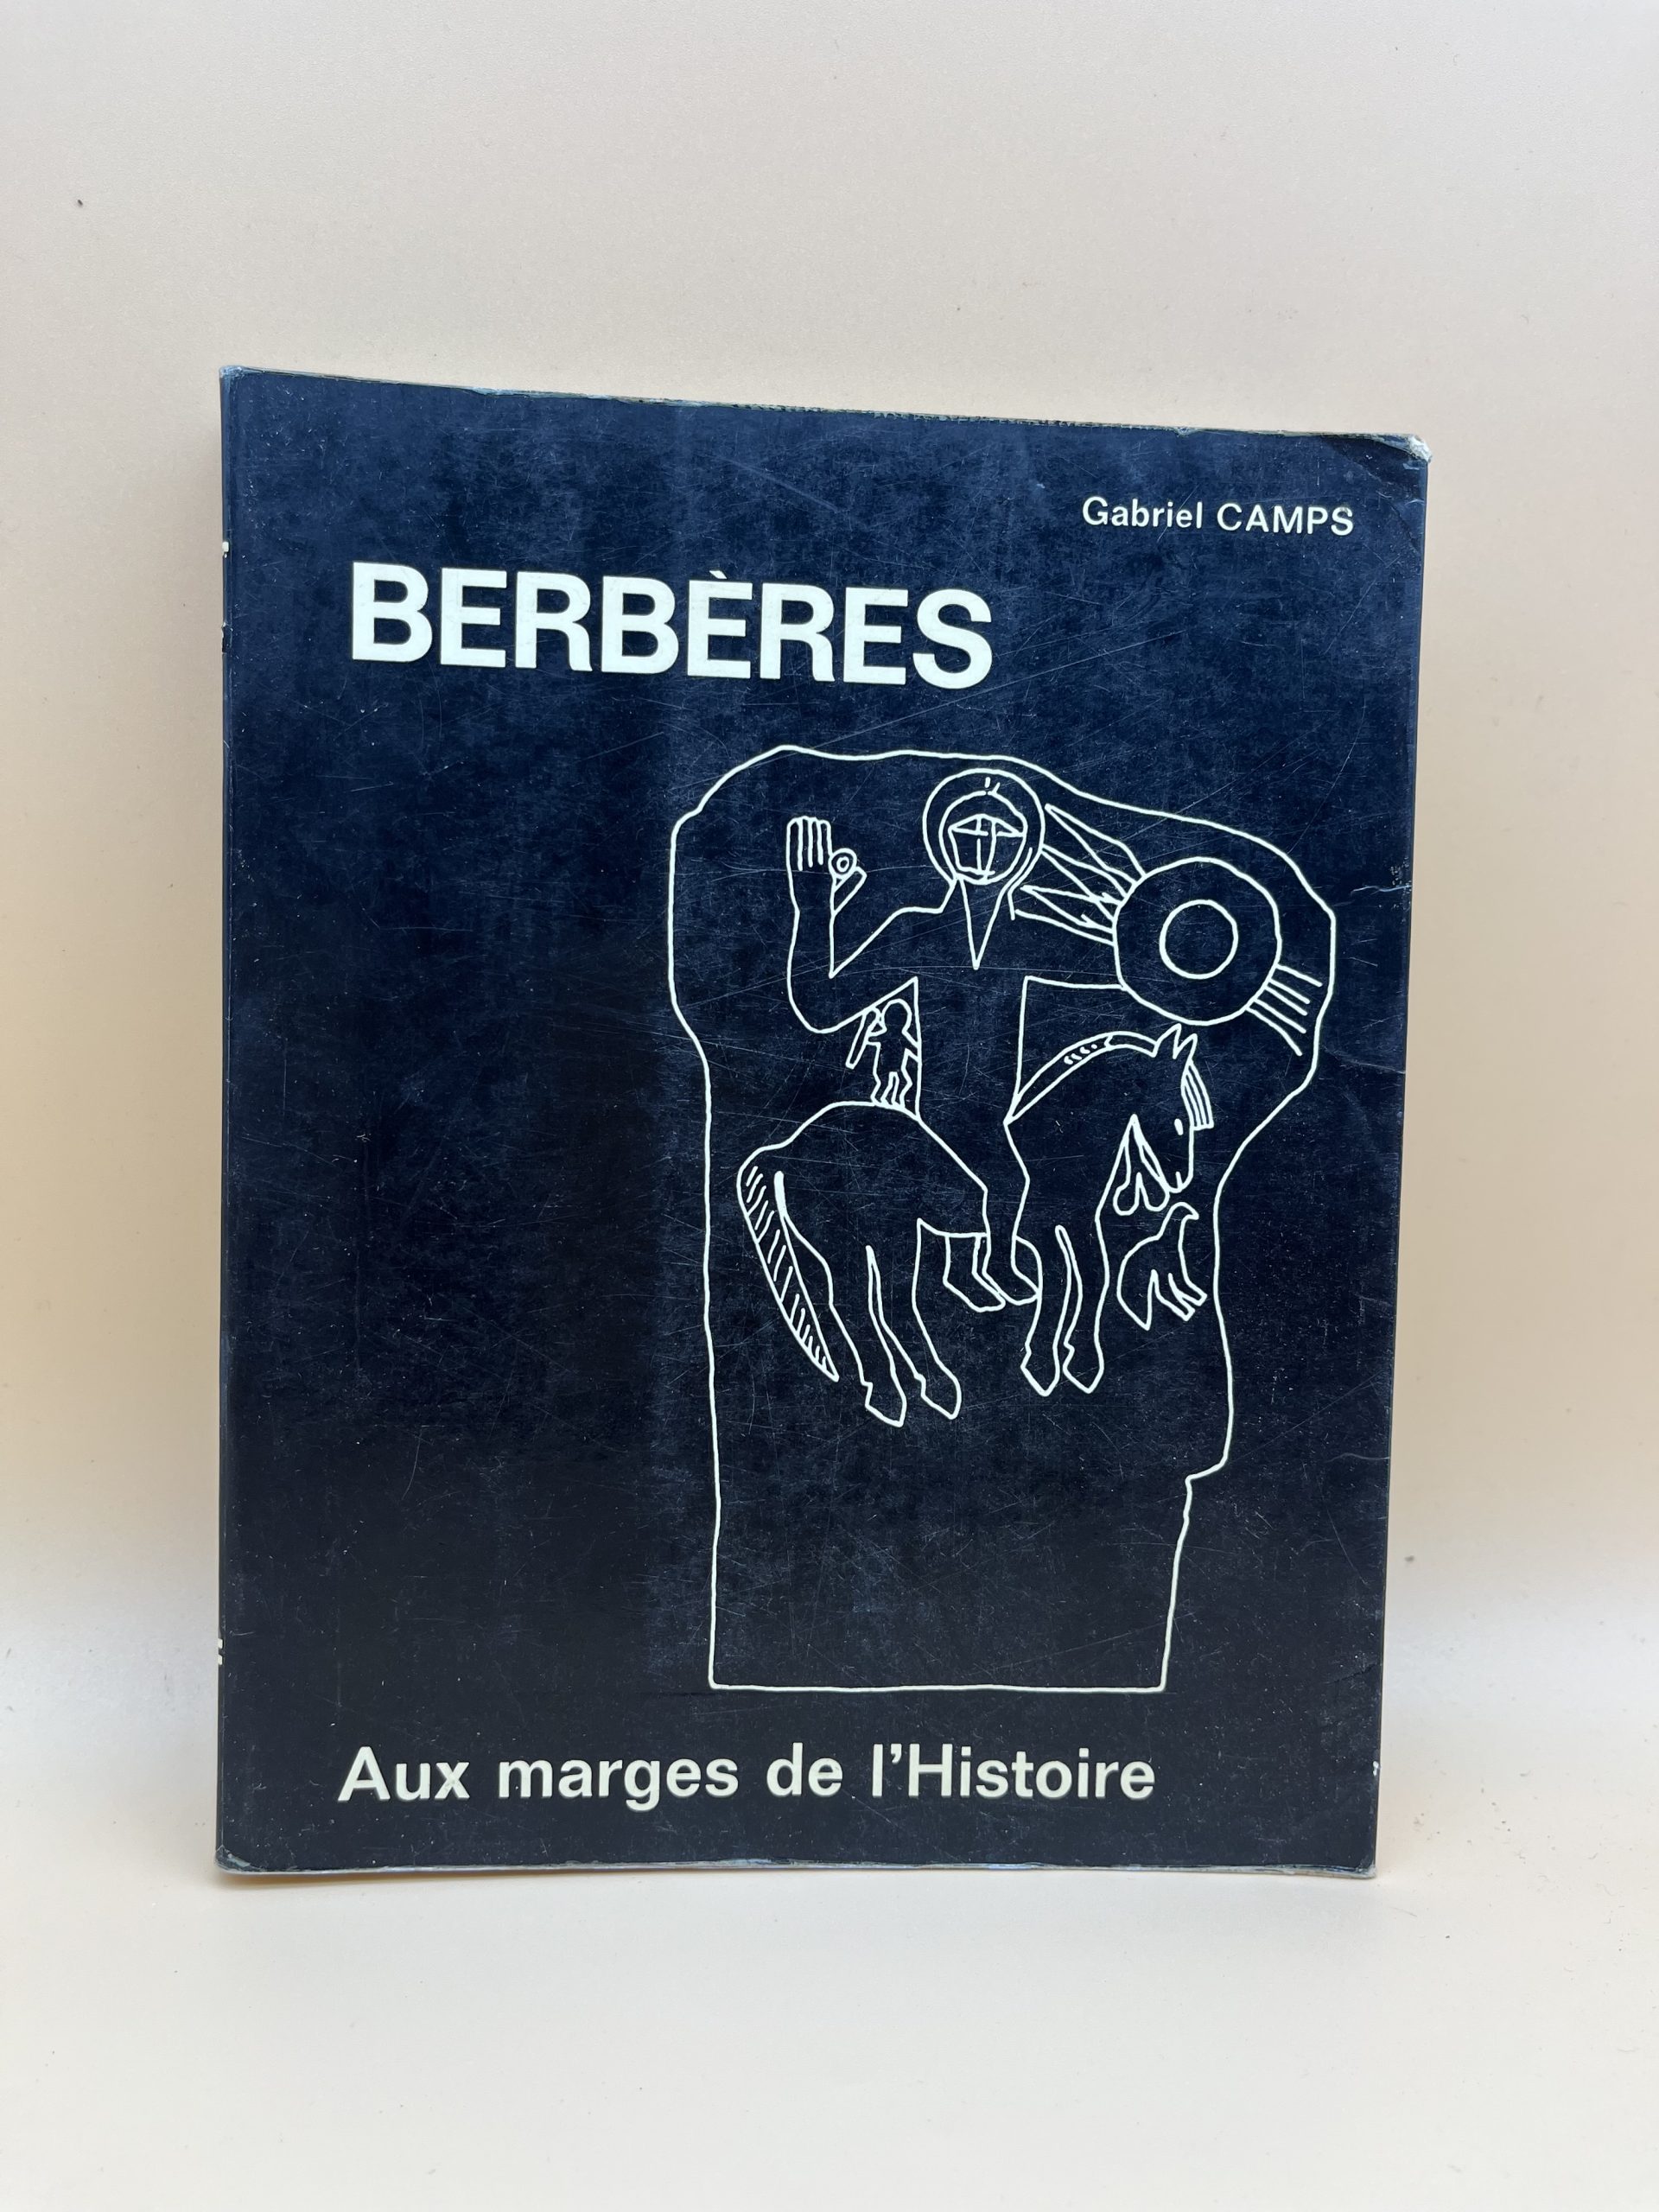 Gabriel CAMPS
BERBÈRES
Aux marges de l'Histoire